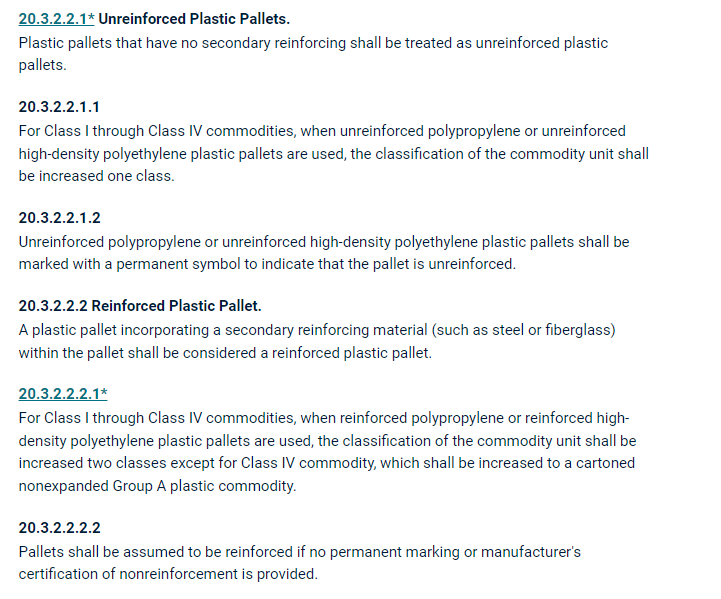 20.3.2.2.1* Unreinforced Plastic Pallets.
Plastic pallets that have no secondary reinforcing shall be treated as unreinforced plastic
pallets.
20.3.2.2.1.1
For Class I through Class IV commodities, when unreinforced polypropylene or unreinforced
high-density polyethylene plastic pallets are used, the classification of the commodity unit shall
be increased one class.
20.3.2.2.1.2
Unreinforced polypropylene or unreinforced high-density polyethylene plastic pallets shall be
marked with a permanent symbol to indicate that the pallet is unreinforced.
20.3.2.2.2 Reinforced Plastic Pallet.
A plastic pallet incorporating a secondary reinforcing material (such as steel or fiberglass)
within the pallet shall be considered a reinforced plastic pallet.
20.3.2.2.2.1*
For Class I through Class IV commodities, when reinforced polypropylene or reinforced high-
density polyethylene plastic pallets are used, the classification of the commodity unit shall be
increased two classes except for Class IV commodity, which shall be increased to a cartoned
nonexpanded Group A plastic commodity.
20.3.2.2.2.2
Pallets shall be assumed to be reinforced if no permanent marking or manufacturer's
certification of nonreinforcement is provided.